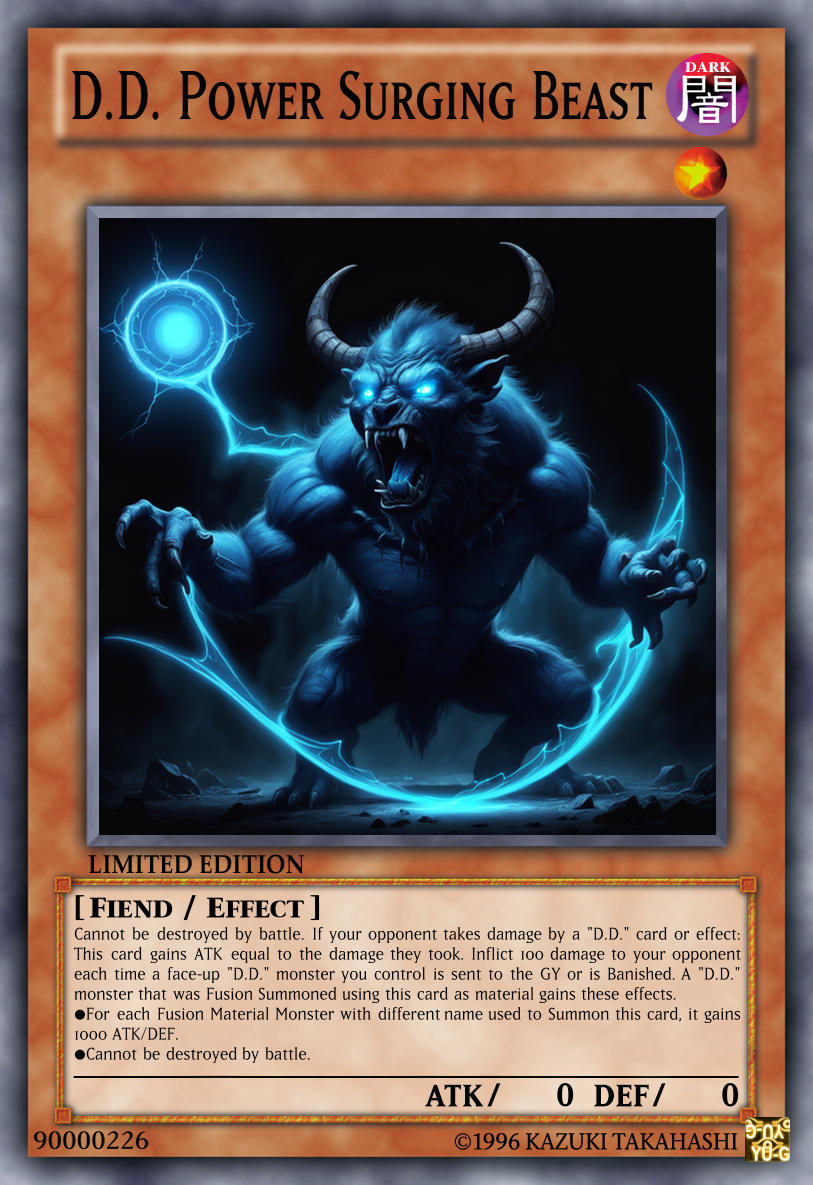 D.D. Power Surging Beast
DARK
闇
LIMITED EDITION
[ Fiend / Effect ]
Cannot be destroyed by battle. If your opponent takes damage by a "D.D." card or effect:
This card gains ATK equal to the damage they took. Inflict 100 damage to your opponent
each time a face-up "D.D." monster you control is sent to the GY or is Banished. A "D.D."
monster that was Fusion Summoned using this card as material gains these effects.
●For each Fusion Material Monster with different name used to Summon this card, it gains
1000 ATK/DEF.
●Cannot be destroyed by battle.
ATK/ 0 DEF/ 0
90000226 ©1996 KAZUKI TAKAHASHI